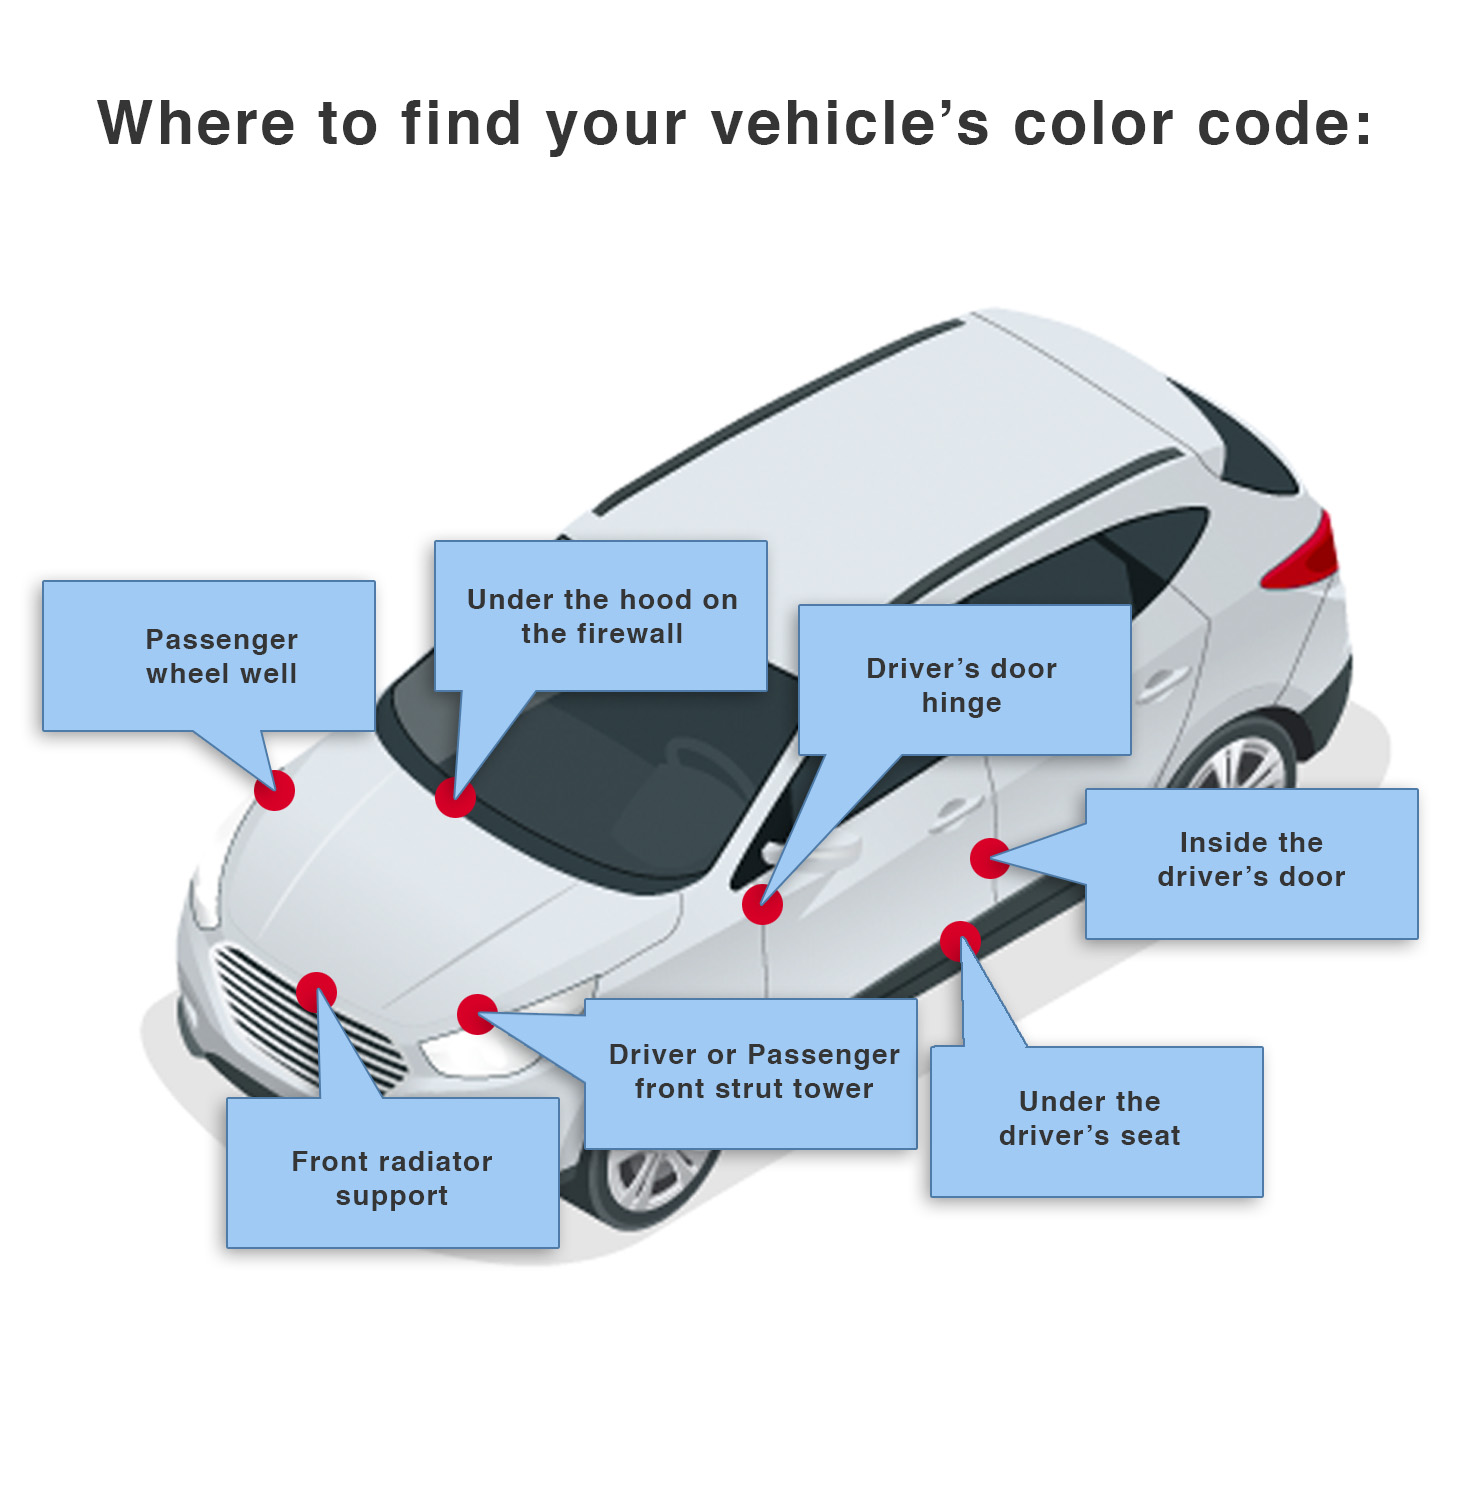 Where to find your vehicle’s color code:
Under the hood on
the firewall
Passenger
wheel well
Driver’s door
hinge
Inside the
driver’s door
Driver or Passenger
front strut tower
Under the
driver’s seat
Front radiator
support